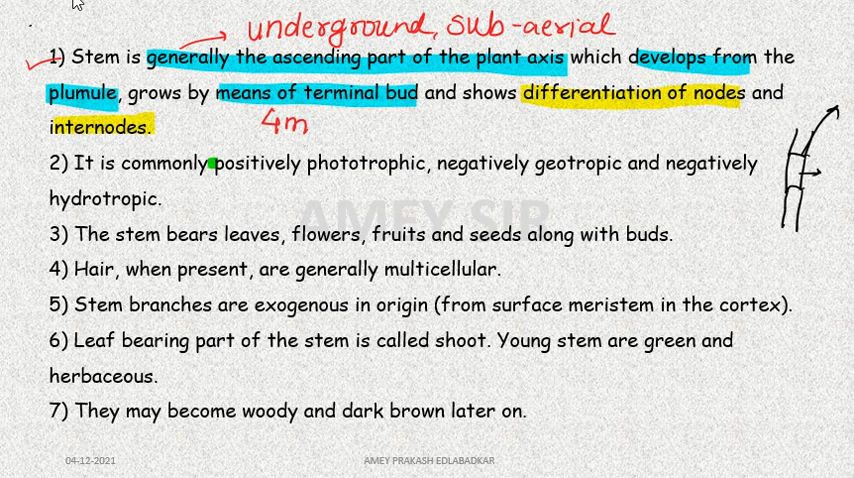 underground, sub-aerial
1) Stem is generally the ascending part of the plant axis which develops from the
plumule, grows by means of terminal bud and shows differentiation of nodes and
internodes.
4m
2) It is commonly positively phototrophic, negatively geotropic and negatively
hydrotropic.
AMEY SIR
3) The stem bears leaves, flowers, fruits and seeds along with buds.
4) Hair, when present, are generally multicellular.
5) Stem branches are exogenous in origin (from surface meristem in the cortex).
6) Leaf bearing part of the stem is called shoot. Young stem are green and
herbaceous.
7) They may become woody and dark brown later on.
04-12-2021
AMEY PRAKASH EDLABADKAR